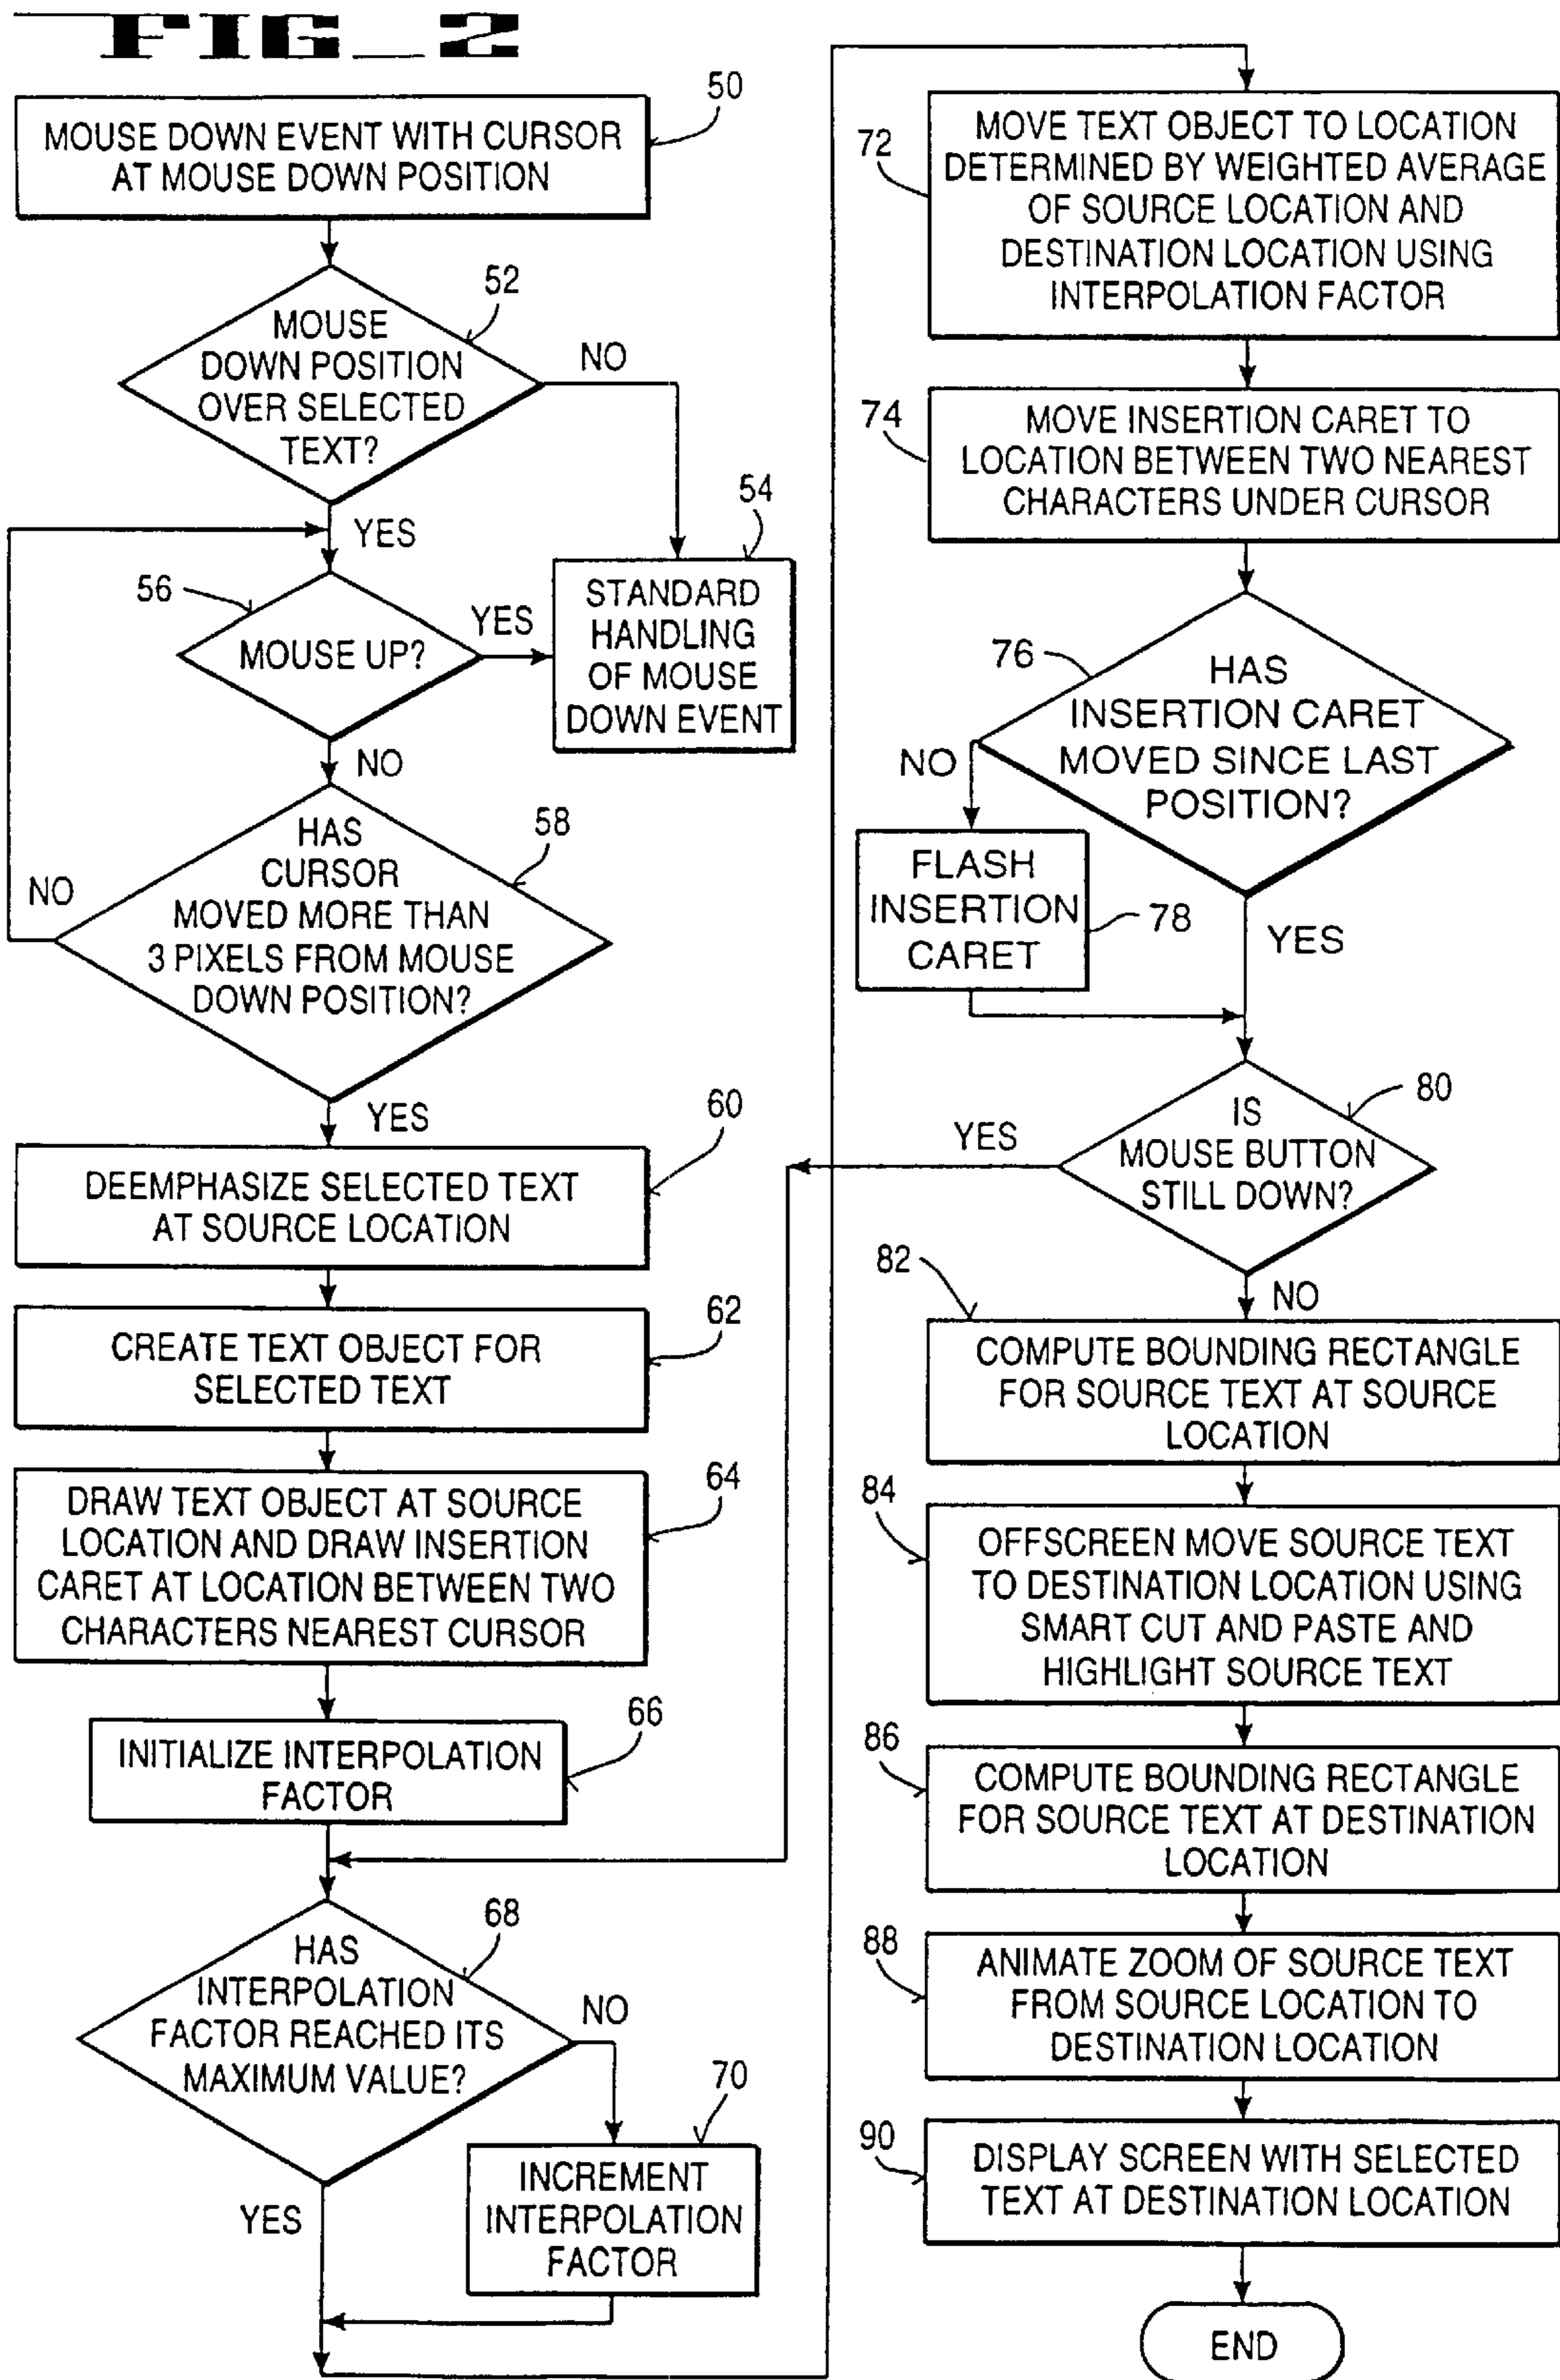 FIG_2
50
MOUSE DOWN EVENT WITH CURSOR
AT MOUSE DOWN POSITION
52
MOUSE
DOWN POSITION
OVER SELECTED
TEXT?
NO
YES
54
STANDARD
HANDLING
OF MOUSE
DOWN EVENT
56
MOUSE UP?
YES
NO
58
HAS
CURSOR
MOVED MORE THAN
3 PIXELS FROM MOUSE
DOWN POSITION?
NO
YES
60
DEEMPHASIZE SELECTED TEXT
AT SOURCE LOCATION
62
CREATE TEXT OBJECT FOR
SELECTED TEXT
64
DRAW TEXT OBJECT AT SOURCE
LOCATION AND DRAW INSERTION
CARET AT LOCATION BETWEEN TWO
CHARACTERS NEAREST CURSOR
66
INITIALIZE INTERPOLATION
FACTOR
68
HAS
INTERPOLATION
FACTOR REACHED ITS
MAXIMUM VALUE?
NO
YES
70
INCREMENT
INTERPOLATION
FACTOR
72
MOVE TEXT OBJECT TO LOCATION
DETERMINED BY WEIGHTED AVERAGE
OF SOURCE LOCATION AND
DESTINATION LOCATION USING
INTERPOLATION FACTOR
74
MOVE INSERTION CARET TO
LOCATION BETWEEN TWO NEAREST
CHARACTERS UNDER CURSOR
76
HAS
INSERTION CARET
MOVED SINCE LAST
POSITION?
NO
YES
FLASH
INSERTION
CARET
78
80
IS
MOUSE BUTTON
STILL DOWN?
YES
NO
82
COMPUTE BOUNDING RECTANGLE
FOR SOURCE TEXT AT SOURCE
LOCATION
84
OFFSCREEN MOVE SOURCE TEXT
TO DESTINATION LOCATION USING
SMART CUT AND PASTE AND
HIGHLIGHT SOURCE TEXT
86
COMPUTE BOUNDING RECTANGLE
FOR SOURCE TEXT AT DESTINATION
LOCATION
88
ANIMATE ZOOM OF SOURCE TEXT
FROM SOURCE LOCATION TO
DESTINATION LOCATION
90
DISPLAY SCREEN WITH SELECTED
TEXT AT DESTINATION LOCATION
END